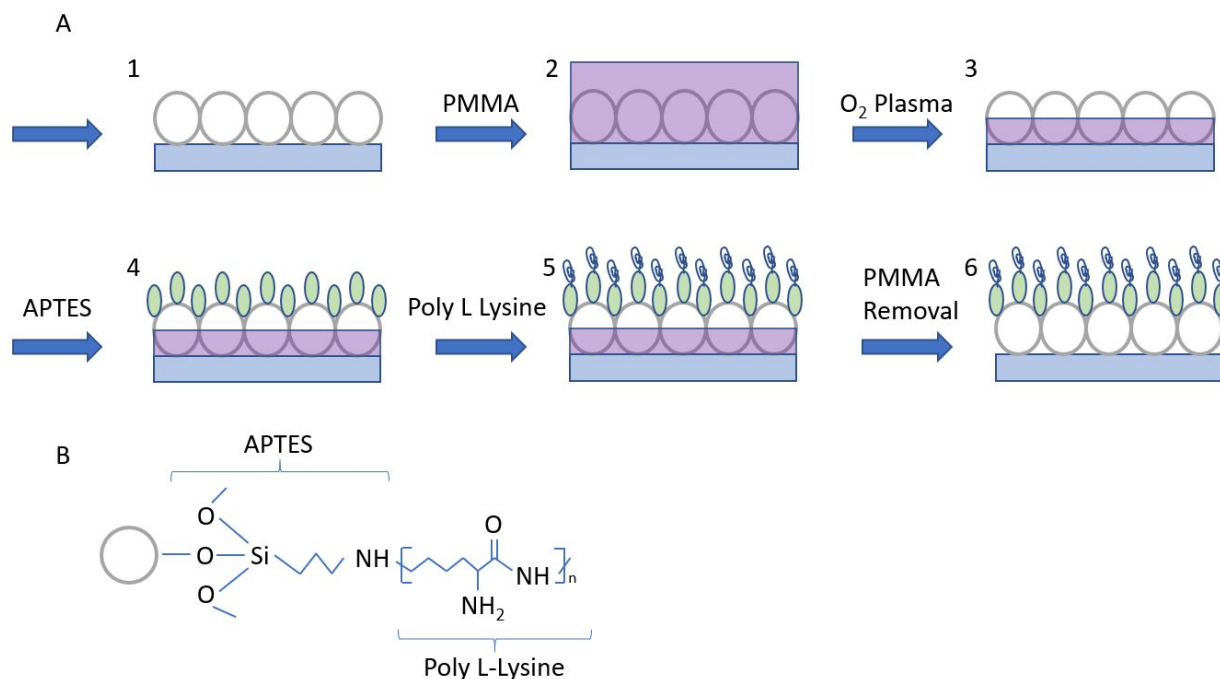 A
1
PMMA
2
O₂ Plasma
3
APTES
4
Poly L Lysine
5
PMMA
Removal
6
B
APTES
O
O
Si
O
NH
O
NH
n
NH₂
Poly L-Lysine